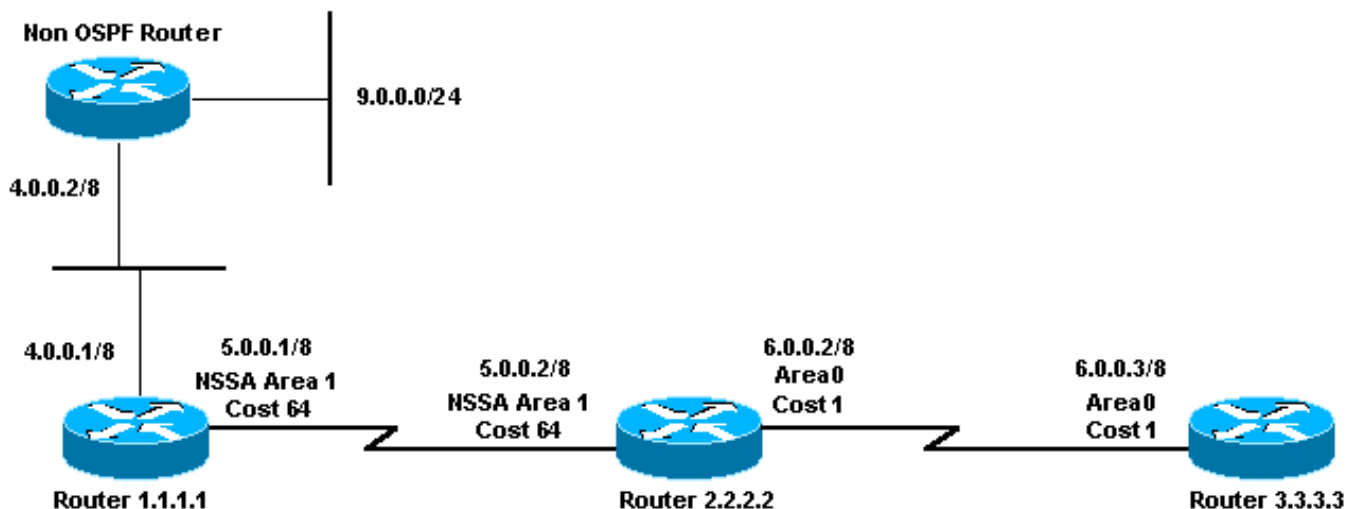 Non OSPF Router
9.0.0.0/24
4.0.0.2/8
4.0.0.1/8
5.0.0.1/8
NSSA Area 1
Cost 64
5.0.0.2/8
NSSA Area 1
Cost 64
6.0.0.2/8
Area0
Cost 1
6.0.0.3/8
Area0
Cost 1
Router 1.1.1.1
Router 2.2.2.2
Router 3.3.3.3